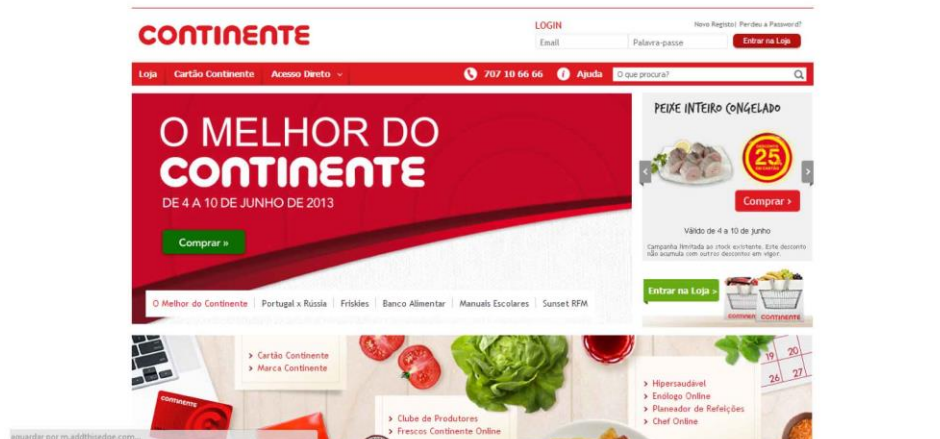 CONTINENTE
LOGIN
Novo Registo| Perdeu a Password?
Email
Palavra-passe
Entrar na Loja
Loja
Cartão Continente
Acesso Direto
707 10 66 66
Ajuda
O que procura?
O MELHOR DO
CONTINENTE
DE 4 A 10 DE JUNHO DE 2013
Comprar »
O Melhor do Continente
Portugal x Rússia
Friskies
Banco Alimentar
Manuais Escolares
Sunset RFM
PEIXE INTEIRO CONGELADO
25
Comprar >
Válido de 4 a 10 de junho
Campanha limitada ao stock existente. Este desconto
não acumula com outros descontos em vigor.
Entrar na Loja »
CONTINENTE
> Cartão Continente
> Marca Continente
CONTINENTE
> Clube de Produtores
> Frescos Continente Online
> Hipersaudável
> Enólogo Online
> Planeador de Refeições
> Chef Online
19 20
26 27